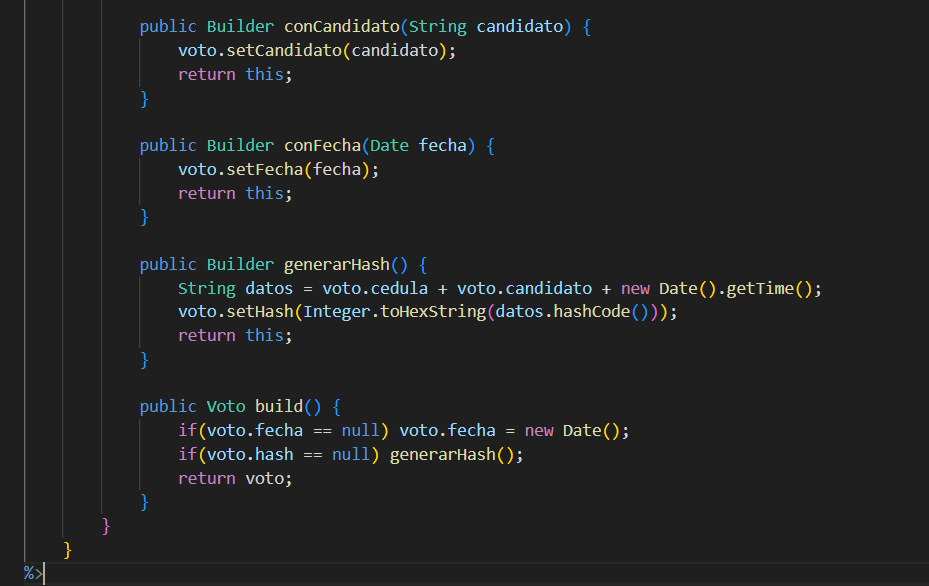 public Builder conCandidato(String candidato) {
voto.setCandidato(candidato);
return this;
}
public Builder conFecha(Date fecha) {
voto.setFecha(fecha);
return this;
}
public Builder generarHash() {
String datos = voto.cedula + voto.candidato + new Date().getTime();
voto.setHash(Integer.toHexString(datos.hashCode()));
return this;
}
public Voto build() {
if(voto.fecha == null) voto.fecha = new Date();
if(voto.hash == null) generarHash();
return voto;
}
}
}
%>